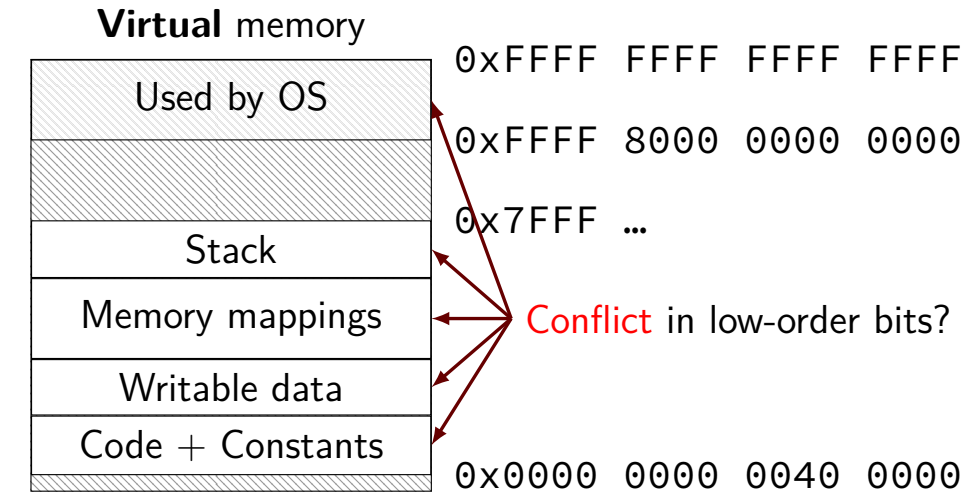 Virtual memory
0xFFFF FFFF FFFF FFFF
Used by OS
0xFFFF 8000 0000 0000
0x7FFF …
Stack
Memory mappings
Conflict in low-order bits?
Writable data
Code + Constants
0x0000 0000 0040 0000